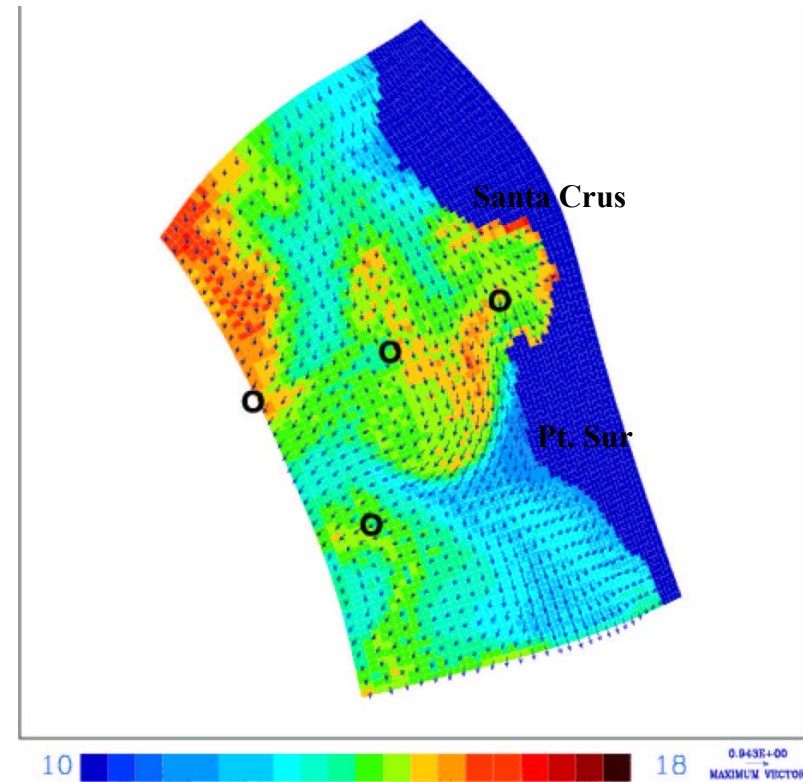 Santa Crus
O
O
O
Pt. Sur
O
10 18
0.943E+00
MAXIMUM VECTOR